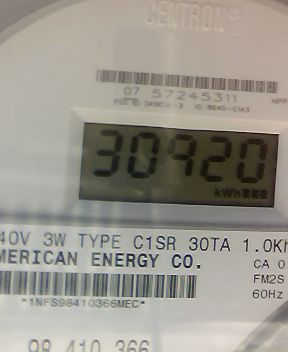 CENTRON®
07 57245311
30920
kWh
40V 3W TYPE C1SR 30TA 1.0Kh
MERICAN ENERGY CO.
CA 0
FM2S
60Hz
*1NFS98410366MEC*
98 410 366